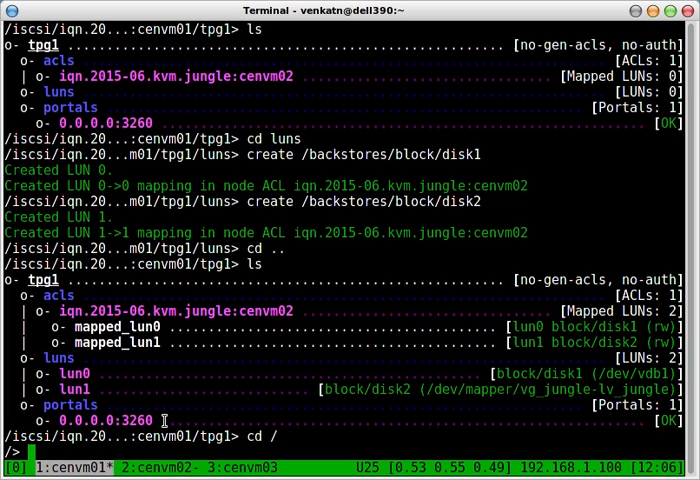 Terminal - venkatn@dell390:~
/iscsi/iqn.20...:cenvm01/tpg1> ls
o- tpg1 .................................................. [no-gen-acls, no-auth]
o- acls .......................................................... [ACLs: 1]
| o- iqn.2015-06.kvm.jungle:cenvm02 ................................ [Mapped LUNs: 0]
o- luns .......................................................... [LUNs: 0]
o- portals .................................................... [Portals: 1]
o- 0.0.0.0:3260 ..................................................... [OK]
/iscsi/iqn.20...:cenvm01/tpg1> cd luns
/iscsi/iqn.20...m01/tpg1/luns> create /backstores/block/disk1
Created LUN 0.
Created LUN 0->0 mapping in node ACL iqn.2015-06.kvm.jungle:cenvm02
/iscsi/iqn.20...m01/tpg1/luns> create /backstores/block/disk2
Created LUN 1.
Created LUN 1->1 mapping in node ACL iqn.2015-06.kvm.jungle:cenvm02
/iscsi/iqn.20...m01/tpg1/luns> cd ..
/iscsi/iqn.20...:cenvm01/tpg1> ls
o- tpg1 .................................................. [no-gen-acls, no-auth]
o- acls .......................................................... [ACLs: 1]
| o- iqn.2015-06.kvm.jungle:cenvm02 ................................ [Mapped LUNs: 2]
| o- mapped_lun0 .......................................... [lun0 block/disk1 (rw)]
| o- mapped_lun1 .......................................... [lun1 block/disk2 (rw)]
o- luns .......................................................... [LUNs: 2]
| o- lun0 .................................................. [block/disk1 (/dev/vdb1)]
| o- lun1 ........................... [block/disk2 (/dev/mapper/vg_jungle-lv_jungle)]
o- portals .................................................... [Portals: 1]
o- 0.0.0.0:3260 ..................................................... [OK]
/iscsi/iqn.20...:cenvm01/tpg1> cd /
/>
[0] 1:cenvm01* 2:cenvm02- 3:cenvm03 U25 [0.53 0.55 0.49] 192.168.1.100 [12:06]